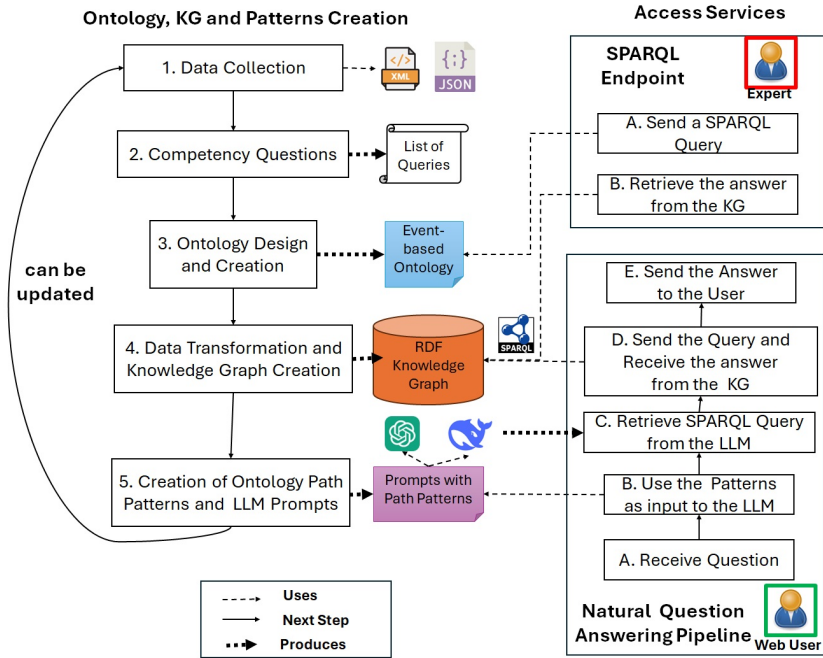 Ontology, KG and Patterns Creation
1. Data Collection
XML
{;}
JSON
2. Competency Questions
List of
Queries
3. Ontology Design
and Creation
Event-
based
Ontology
can be
updated
4. Data Transformation and
Knowledge Graph Creation
RDF
Knowledge
Graph
SPARQL
5. Creation of Ontology Path
Patterns and LLM Prompts
Prompts with
Path Patterns
Uses
Next Step
Produces
Access Services
SPARQL
Endpoint
Expert
A. Send a SPARQL
Query
B. Retrieve the answer
from the KG
E. Send the Answer
to the User
D. Send the Query and
Receive the answer
from the KG
C. Retrieve SPARQL Query
from the LLM
B. Use the Patterns
as input to the LLM
A. Receive Question
Natural Question
Answering Pipeline
Web User